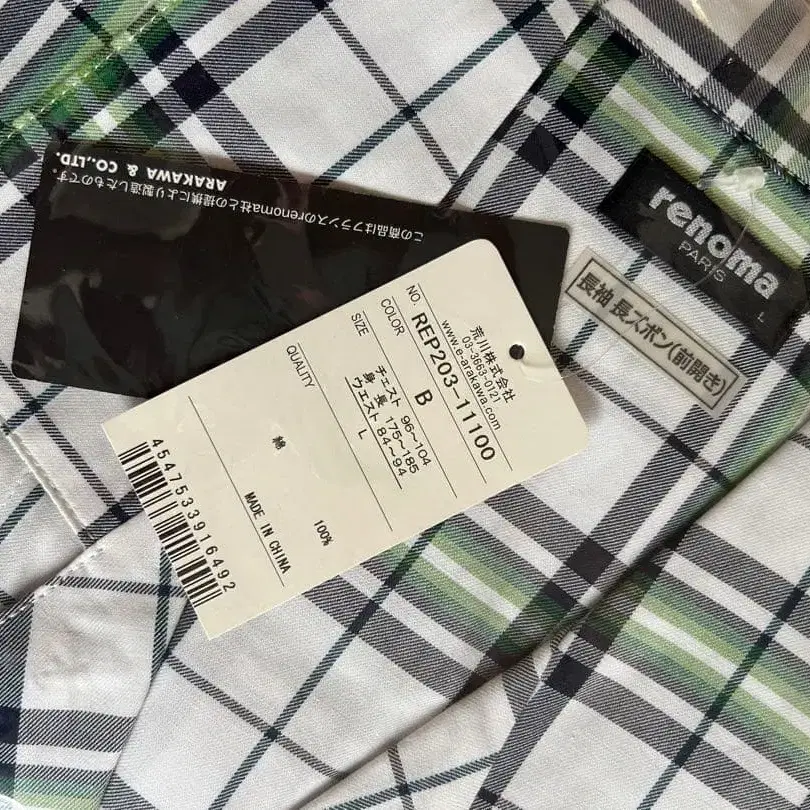 この商品はフランスのrenoma社との提携により製造したものです。
ARAKAWA & CO.,LTD.
renoma
PARIS
L
長袖 長ズボン(前開き)
荒川株式会社
03-3663-0121
www.e-arakawa.com
NO. REP203-11100
COLOR B
SIZE チェスト 96~104
身長 175~185
ウエスト 84~94
L
QUALITY
綿 100%
MADE IN CHINA
4547533916492